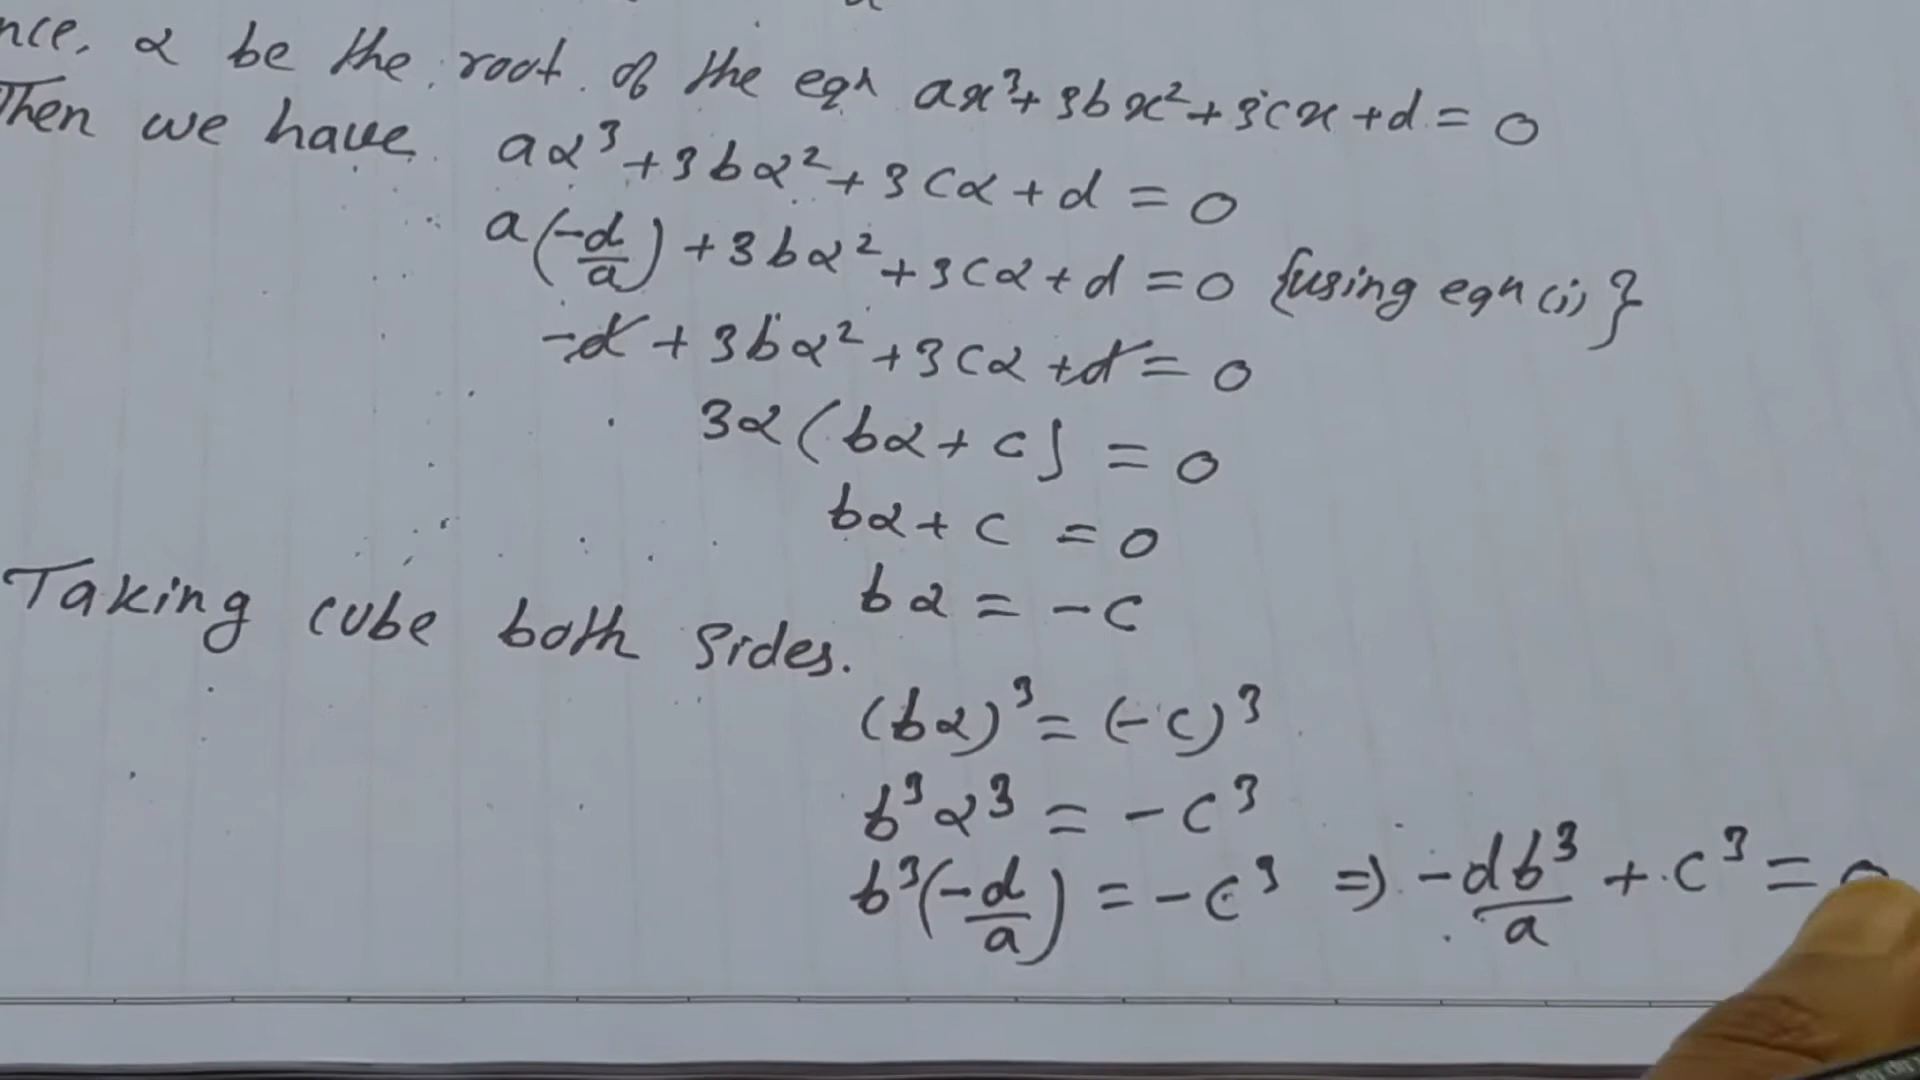 be the root of the eqn ax³+3bx²+3cx+d=0
Then we have aα³+3bα²+3cα+d=0
a(-d/a)+3bα²+3cα+d=0 {using eqn (i)}
-d+3bα²+3cα+d=0
3α(bα+c)=0
bα+c=0
bα=-c
Taking cube both sides.
(bα)³=(-c)³
b³α³=-c³
b³(-d/a)=-c³ ⇒ -db³/a+c³=0